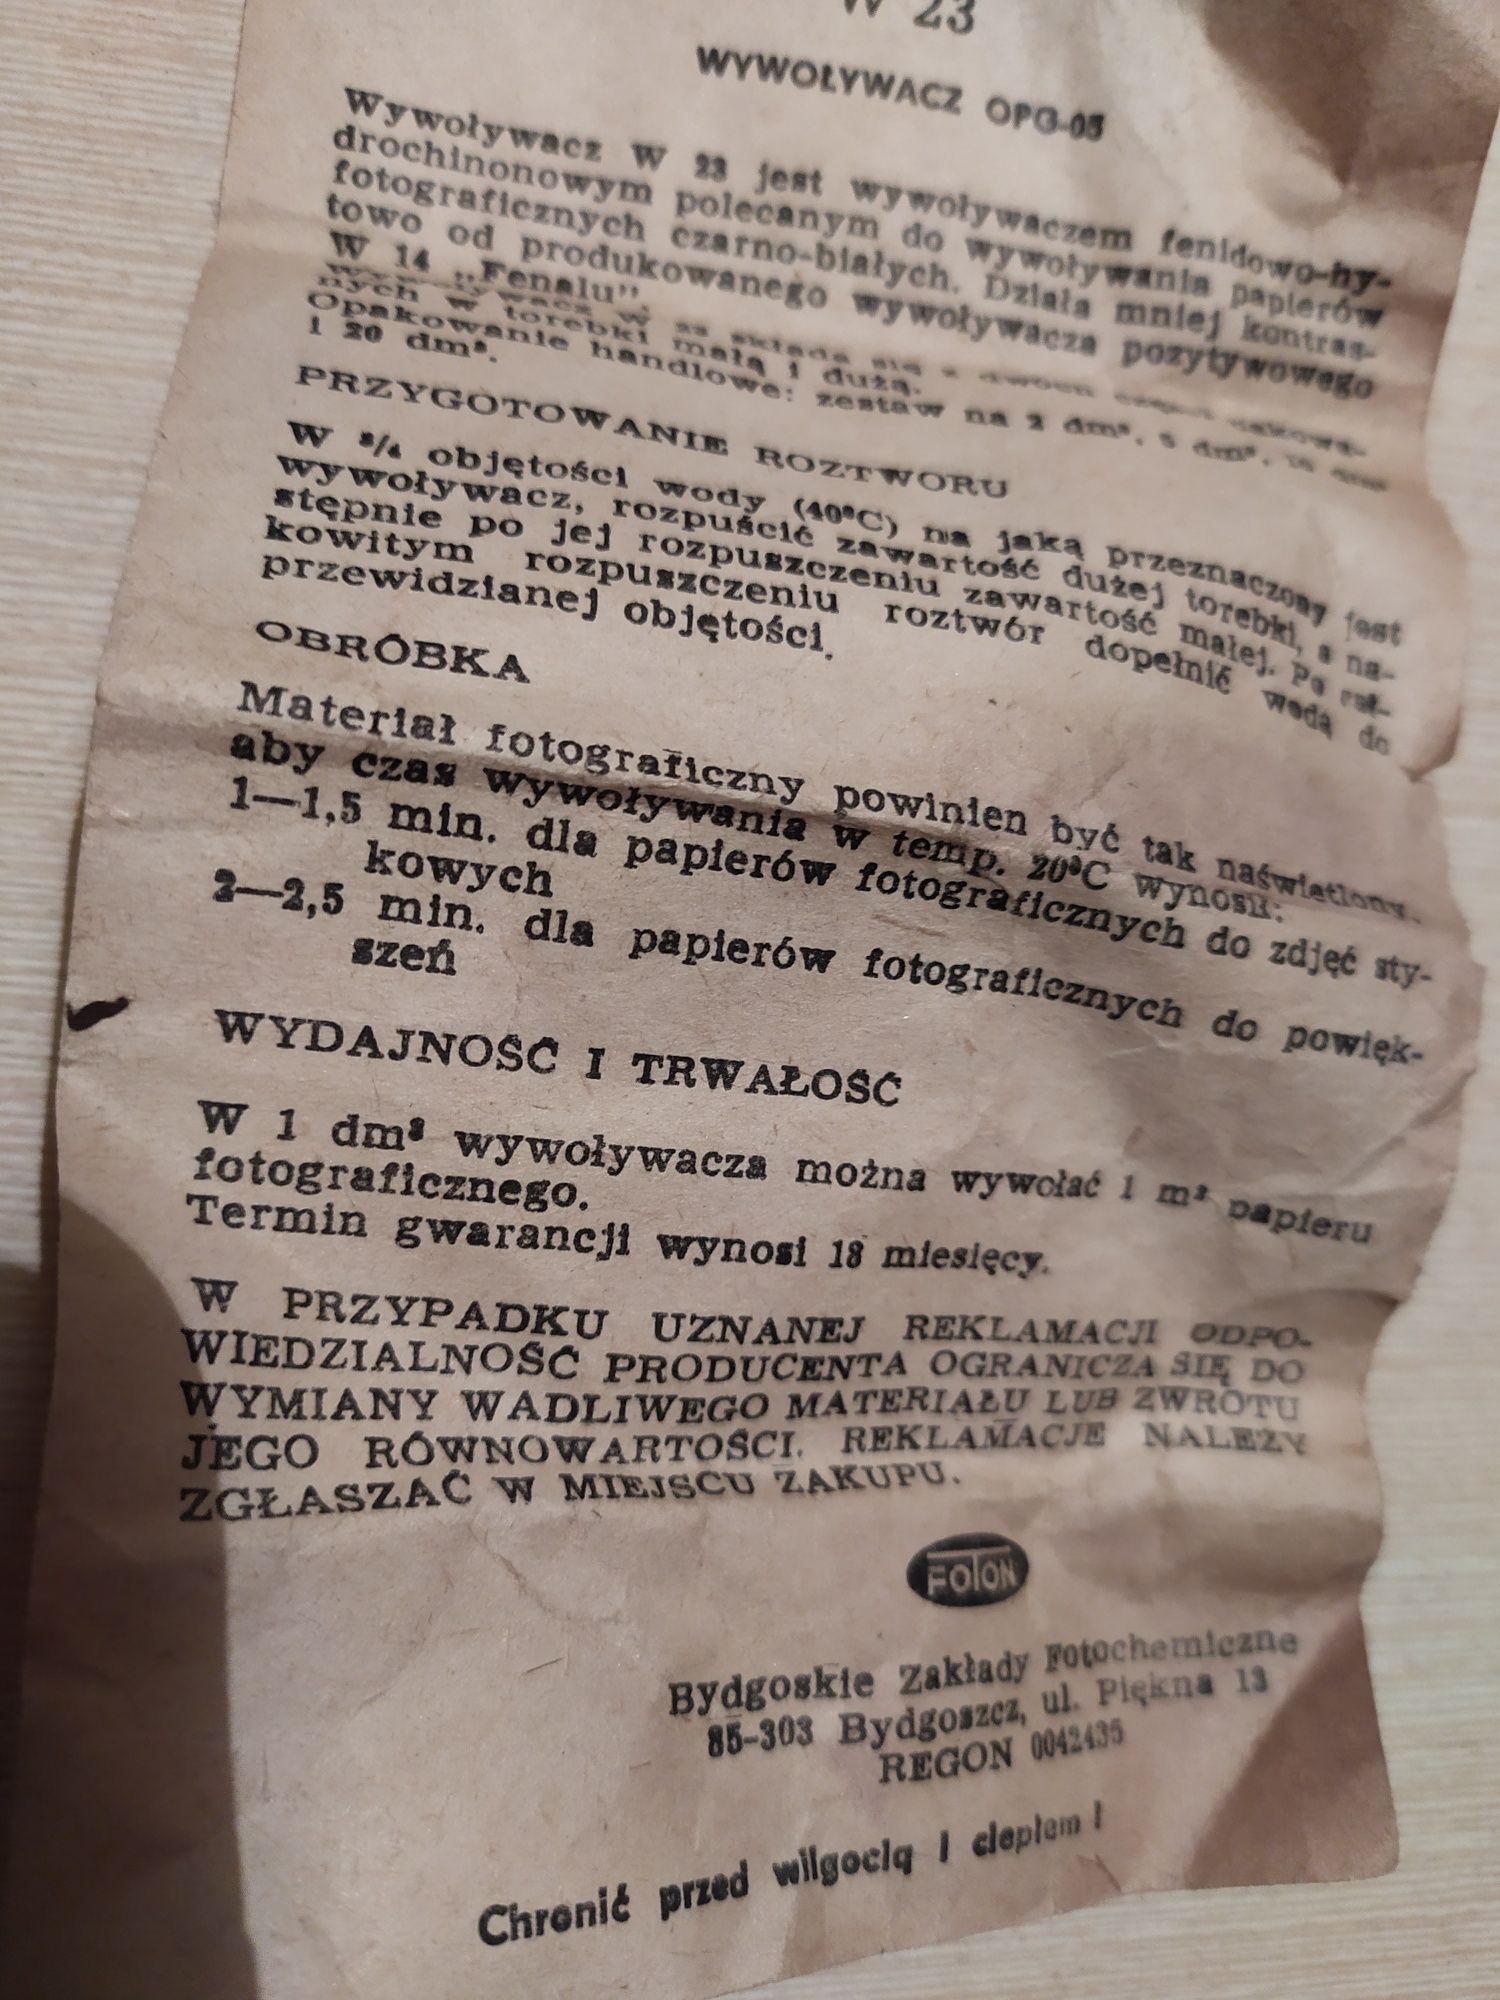 W 23
WYWOŁYWACZ OPG-05
Wywoływacz W 23 jest wywoływaczem fenidowo-hy-
drochinonowym polecanym do wywoływania papierów
fotograficznych czarno-białych. Działa mniej kontras-
towo od produkowanego wywoływacza pozytywowego
W 14 „Fenalu".
Wywoływacz W 23 składa się z dwóch części pakowa-
nych w torebki małą i dużą.
Opakowanie handlowe: zestaw na 2 dm³, 5 dm³,
i 20 dm³.
PRZYGOTOWANIE ROZTWORU
W ³/₄ objętości wody (40°C) na jaką przeznaczony jest
wywoływacz, rozpuścić zawartość dużej torebki, a na-
stępnie po jej rozpuszczeniu zawartość małej. Po cał-
kowitym rozpuszczeniu roztwór dopełnić wodą do
przewidzianej objętości.
OBRÓBKA
Materiał fotograficzny powinien być tak naświetlony,
aby czas wywoływania w temp. 20°C wynosił:
1—1,5 min. dla papierów fotograficznych do zdjęć sty-
kowych
2—2,5 min. dla papierów fotograficznych do powięk-
szeń
WYDAJNOŚĆ I TRWAŁOŚĆ
W 1 dm³ wywoływacza można wywołać 1 m² papieru
fotograficznego.
Termin gwarancji wynosi 18 miesięcy.
W PRZYPADKU UZNANEJ REKLAMACJI ODPO-
WIEDZIALNOŚĆ PRODUCENTA OGRANICZA SIĘ DO
WYMIANY WADLIWEGO MATERIAŁU LUB ZWROTU
JEGO RÓWNOWARTOŚCI. REKLAMACJE NALEŻY
ZGŁASZAĆ W MIEJSCU ZAKUPU.
FOTON
Bydgoskie Zakłady Fotochemiczne
85-303 Bydgoszcz, ul. Piękna 13
REGON 0042435
Chronić przed wilgocią i ciepłem !